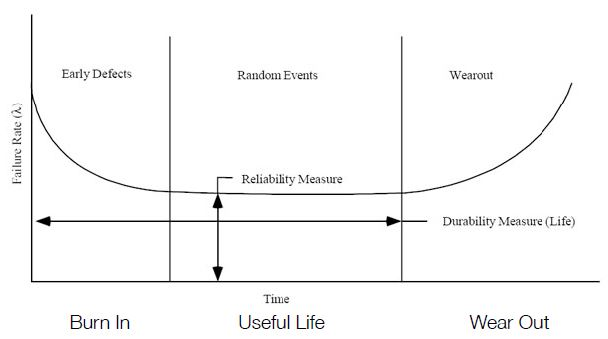 Early Defects
Random Events
Wearout
Failure Rate (λ)
Reliability Measure
Durability Measure (Life)
Time
Burn In
Useful Life
Wear Out